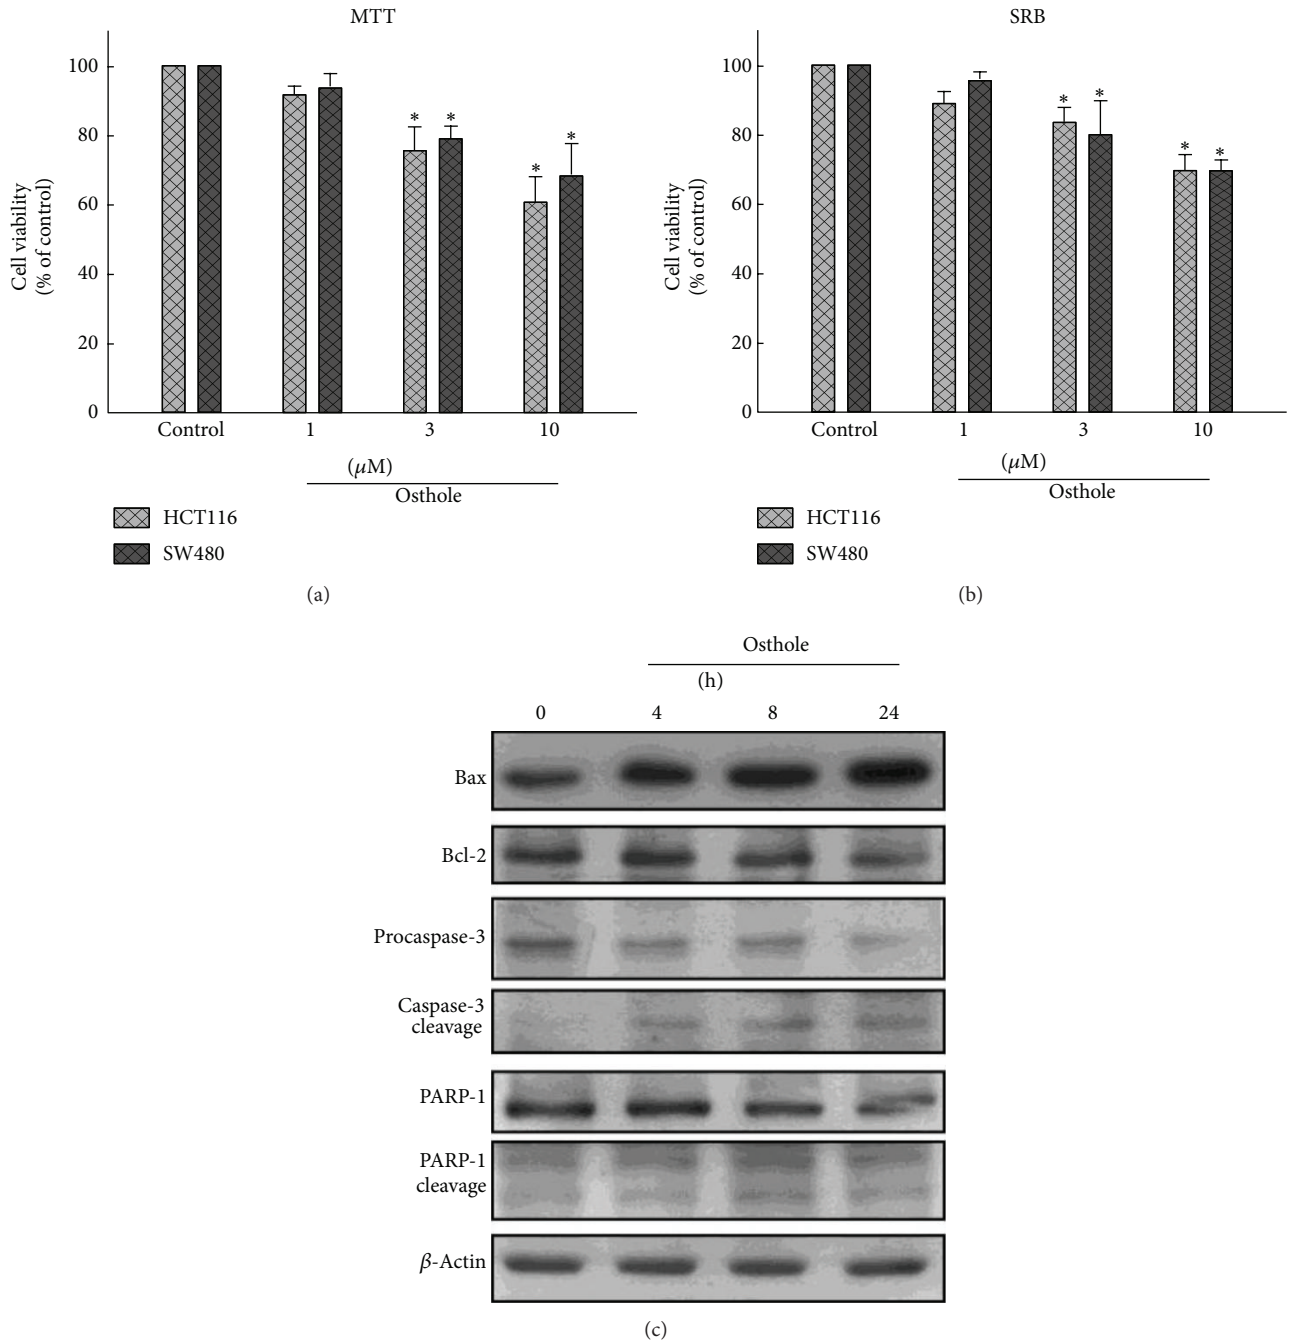 MTT
100
80
60
40
20
0
Cell viability
(% of control)
* * * *
Control 1 3 10
(μM)
Osthole
HCT116
SW480
(a)
SRB
100
80
60
40
20
0
Cell viability
(% of control)
* * * *
Control 1 3 10
(μM)
Osthole
HCT116
SW480
(b)
Osthole
(h)
0 4 8 24
Bax
Bcl-2
Procaspase-3
Caspase-3
cleavage
PARP-1
PARP-1
cleavage
β-Actin
(c)